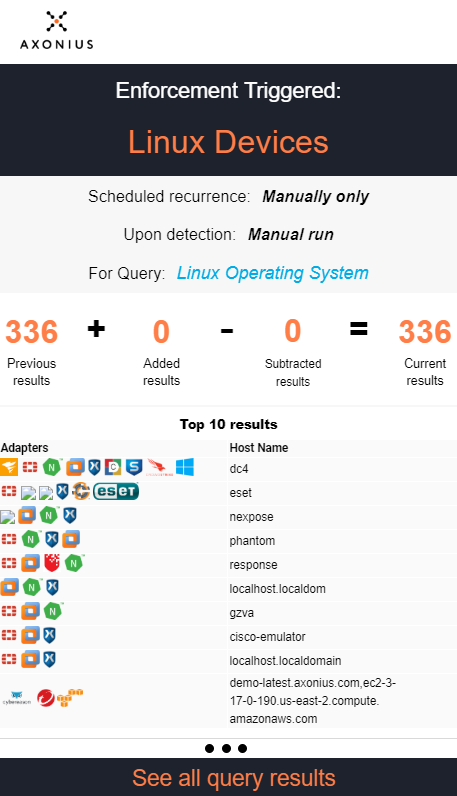 AXONIUS
Enforcement Triggered:
Linux Devices
Scheduled recurrence: Manually only
Upon detection: Manual run
For Query: Linux Operating System
336 + 0 - 0 = 336
Previous results Added results Subtracted results Current results
Top 10 results
Adapters Host Name
dc4
eset eset
nexpose
phantom
response
localhost.localdom
gzva
cisco-emulator
localhost.localdomain
demo-latest.axonius.com,ec2-3-
17-0-190.us-east-2.compute.
amazonaws.com
See all query results